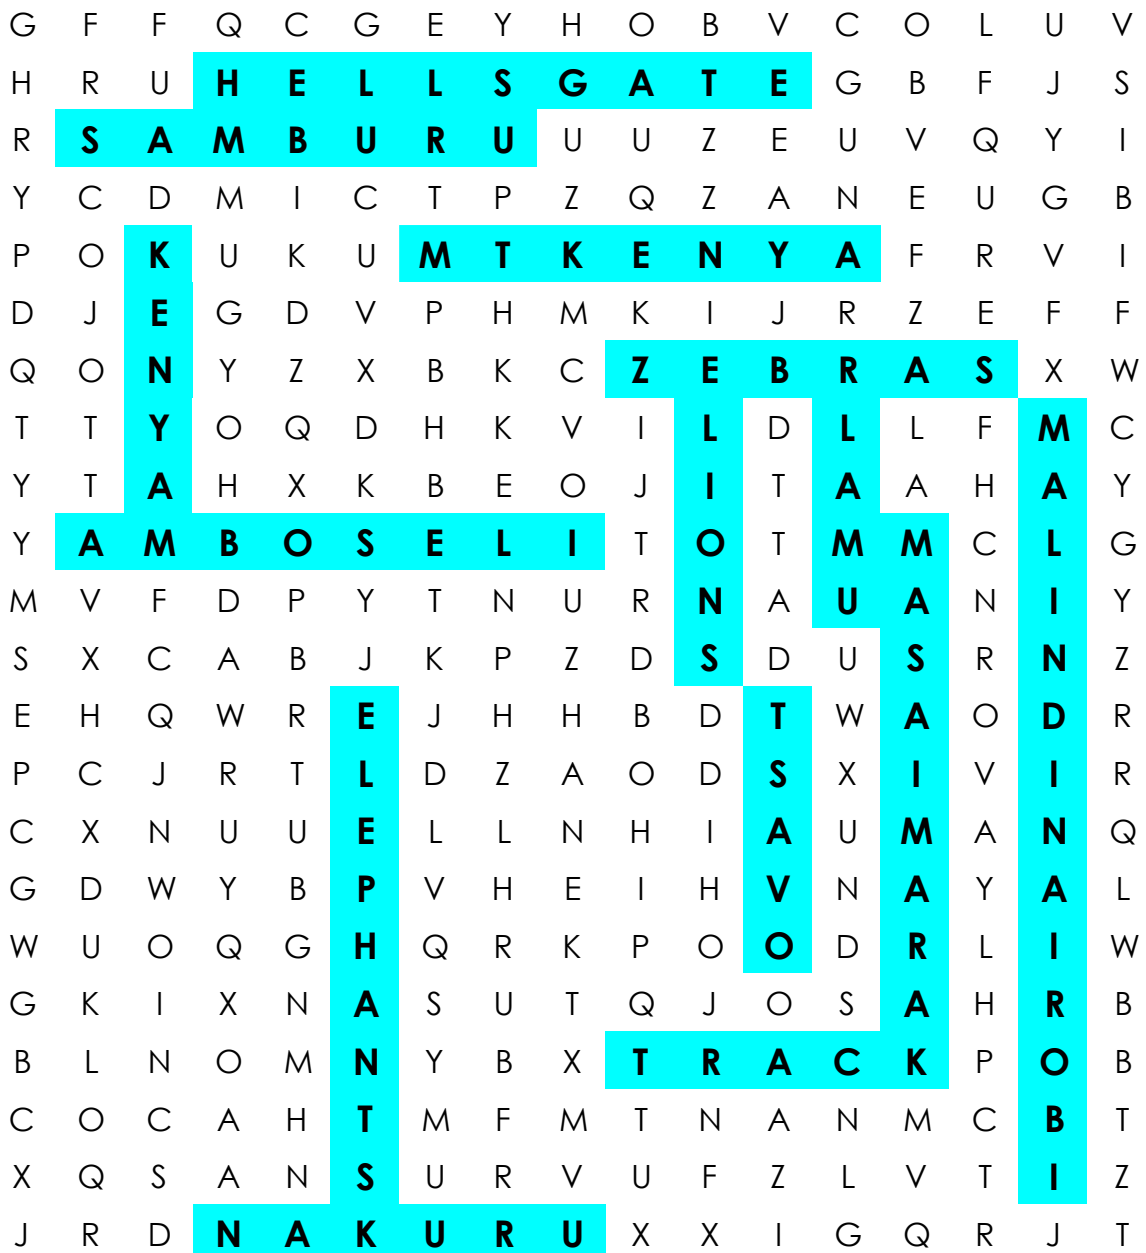 G F F Q C G E Y H O B V C O L U V
H R U H E L L S G A T E G B F J S
R S A M B U R U U U Z E U V Q Y I
Y C D M I C T P Z Q Z A N E U G B
P O K U K U M T K E N Y A F R V I
D J E G D V P H M K I J R Z E F F
Q O N Y Z X B K C Z E B R A S X W
T T Y O Q D H K V I L D L L F M C
Y T A H X K B E O J I T A A H A Y
Y A M B O S E L I T O T M M C L G
M V F D P Y T N U R N A U A N I Y
S X C A B J K P Z D S D U S R N Z
E H Q W R E J H H B D T W A O D R
P C J R T L D Z A O D S X I V I R
C X N U U E L L N H I A U M A N Q
G D W Y B P V H E I H V N A Y A L
W U O Q G H Q R K P O O D R L I W
G K I X N A S U T Q J O S A H R B
B L N O M N Y B X T R A C K P O B
C O C A H T M F M T N A N M C B T
X Q S A N S U R V U F Z L V T I Z
J R D N A K U R U X X I G Q R J T